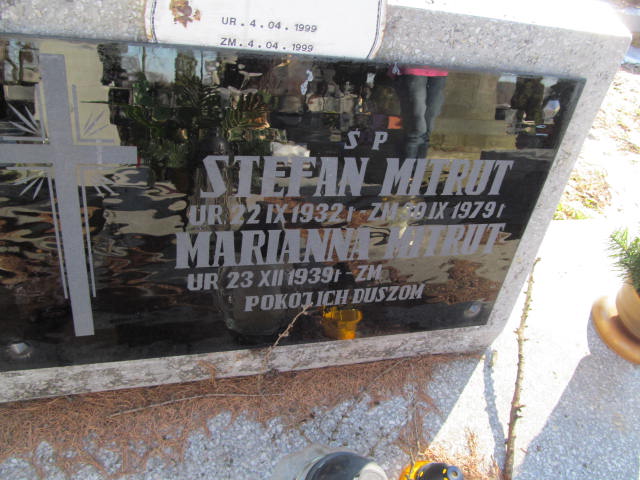 UR. 4.04.1999
ZM. 4.04.1999
Ś P
STEFAN MITRUT
UR 22 IX 1932 r - ZM 9 IX 1979 r
MARIANNA MITRUT
UR 23 XII 1939 r - ZM
POKÓJ ICH DUSZOM